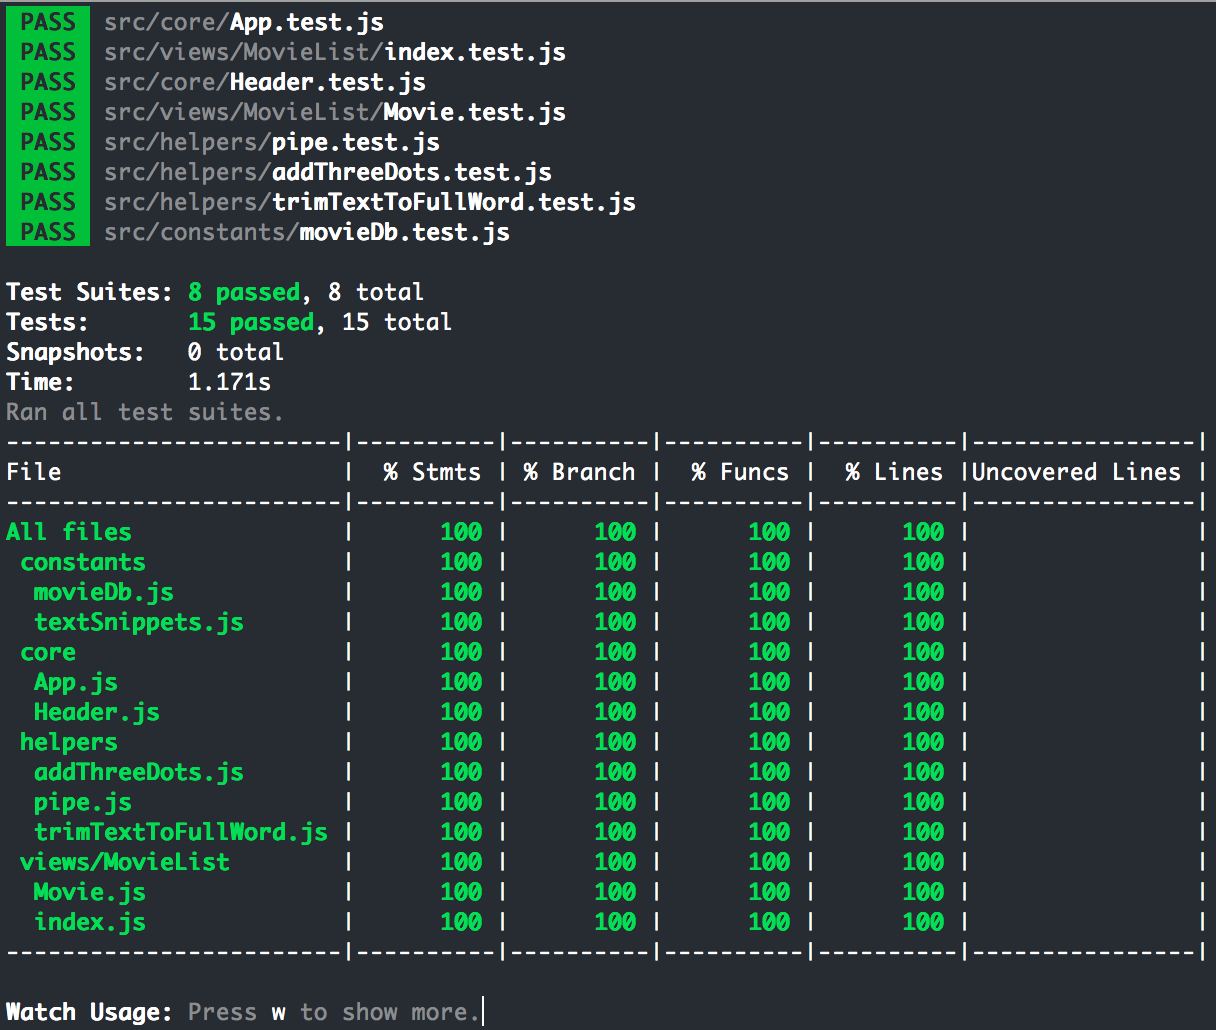 PASS src/core/App.test.js
PASS src/views/MovieList/index.test.js
PASS src/core/Header.test.js
PASS src/views/MovieList/Movie.test.js
PASS src/helpers/pipe.test.js
PASS src/helpers/addThreeDots.test.js
PASS src/helpers/trimTextToFullWord.test.js
PASS src/constants/movieDb.test.js
Test Suites: 8 passed, 8 total
Tests:       15 passed, 15 total
Snapshots:   0 total
Time:        1.171s
Ran all test suites.
------------------------|----------|----------|----------|----------|----------------|
File                    |  % Stmts | % Branch |  % Funcs |  % Lines |Uncovered Lines |
------------------------|----------|----------|----------|----------|----------------|
All files               |      100 |      100 |      100 |      100 |                |
 constants              |      100 |      100 |      100 |      100 |                |
  movieDb.js            |      100 |      100 |      100 |      100 |                |
  textSnippets.js       |      100 |      100 |      100 |      100 |                |
 core                   |      100 |      100 |      100 |      100 |                |
  App.js                |      100 |      100 |      100 |      100 |                |
  Header.js             |      100 |      100 |      100 |      100 |                |
 helpers                |      100 |      100 |      100 |      100 |                |
  addThreeDots.js       |      100 |      100 |      100 |      100 |                |
  pipe.js               |      100 |      100 |      100 |      100 |                |
  trimTextToFullWord.js |      100 |      100 |      100 |      100 |                |
 views/MovieList        |      100 |      100 |      100 |      100 |                |
  Movie.js              |      100 |      100 |      100 |      100 |                |
  index.js              |      100 |      100 |      100 |      100 |                |
------------------------|----------|----------|----------|----------|----------------|
Watch Usage: Press w to show more.